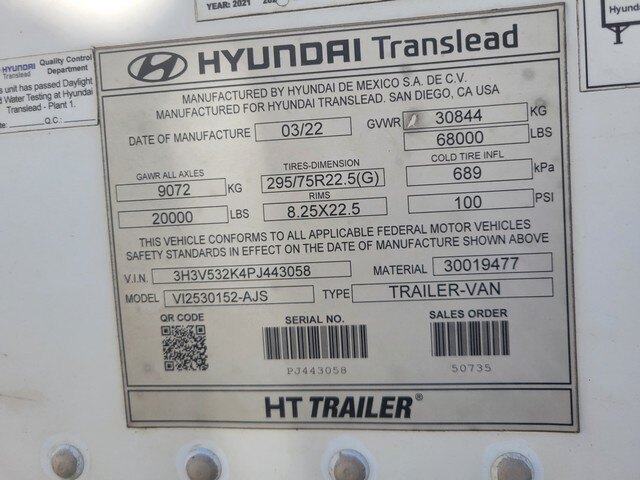 YEAR: 2021
Hyundai
HYUNDAI Translead
Quality Control Department
unit has passed Daylight
Water Testing at Hyundai
Translead - Plant 1.
Date: Q.C.:
HYUNDAI Translead
MANUFACTURED BY HYUNDAI DE MEXICO S.A. DE C.V.
MANUFACTURED FOR HYUNDAI TRANSLEAD. SAN DIEGO, CA USA
DATE OF MANUFACTURE 03/22 GVWR 30844 KG
68000 LBS
GAWR ALL AXLES TIRES-DIMENSION COLD TIRE INFL
9072 KG 295/75R22.5(G) 689 kPa
RIMS
20000 LBS 8.25X22.5 100 PSI
THIS VEHICLE CONFORMS TO ALL APPLICABLE FEDERAL MOTOR VEHICLES
SAFETY STANDARDS IN EFFECT ON THE DATE OF MANUFACTURE SHOWN ABOVE
V.I.N. 3H3V532K4PJ443058 MATERIAL 30019477
MODEL VI2530152-AJS TYPE TRAILER-VAN
QR CODE SERIAL NO. SALES ORDER
PJ443058 50735
HT TRAILER®